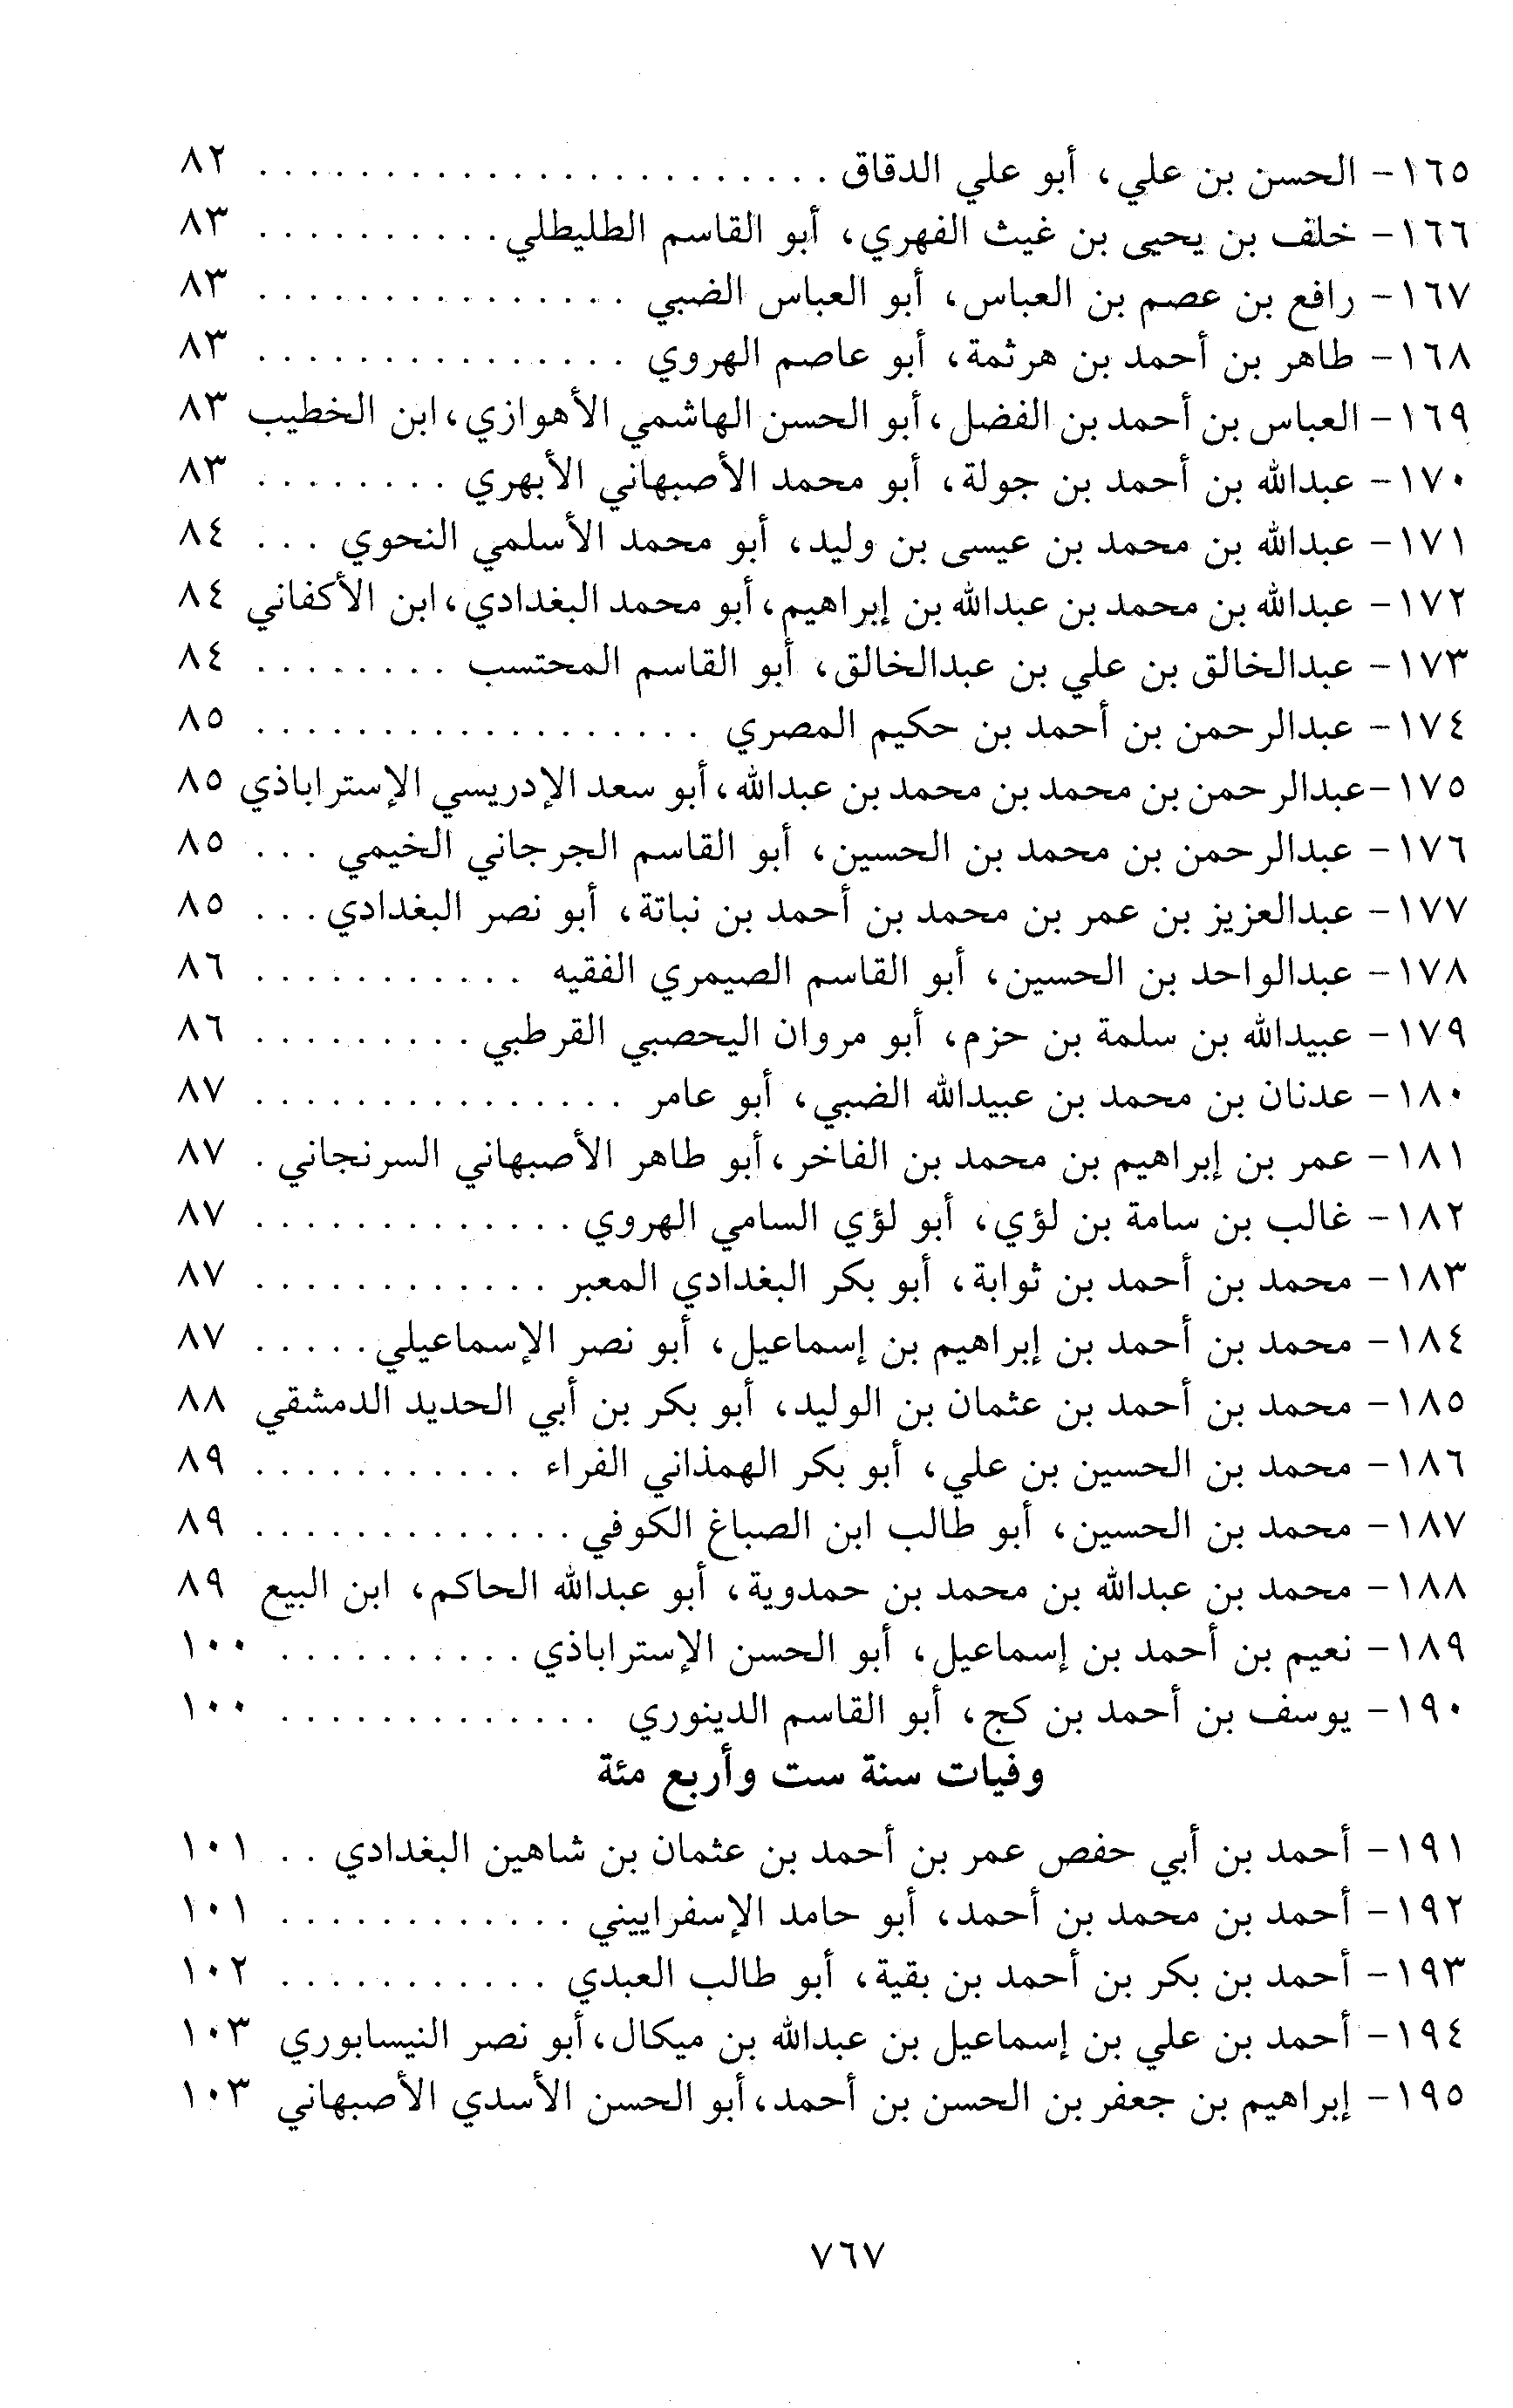 ١٦٥- الحسن بن علي، أبو علي الدقاق . . . . . . . . . . . . . . . . . . . . . . . ٨٢
١٦٦- خلف بن يحيى بن غيث الفهري، أبو القاسم الطليطلي . . . . . . . . . . ٨٣
١٦٧- رافع بن عصم بن العباس، أبو العباس الضبي . . . . . . . . . . . . . . . ٨٣
١٦٨- طاهر بن أحمد بن هرثمة، أبو عاصم الهروي . . . . . . . . . . . . . . . ٨٣
١٦٩- العباس بن أحمد بن الفضل، أبو الحسن الهاشمي الأهوازي، ابن الخطيب ٨٣
١٧٠- عبدالله بن أحمد بن جولة، أبو محمد الأصبهاني الأبهري . . . . . . . . ٨٣
١٧١- عبدالله بن محمد بن عيسى بن وليد، أبو محمد الأسلمي النحوي . . . ٨٤
١٧٢- عبدالله بن محمد بن عبدالله بن إبراهيم، أبو محمد البغدادي، ابن الأكفاني ٨٤
١٧٣- عبدالخالق بن علي بن عبدالخالق، أبو القاسم المحتسب . . . . . . . . ٨٤
١٧٤- عبدالرحمن بن أحمد بن حكيم المصري . . . . . . . . . . . . . . . . . . ٨٥
١٧٥- عبدالرحمن بن محمد بن محمد بن عبدالله، أبو سعد الإدريسي الإستراباذي ٨٥
١٧٦- عبدالرحمن بن محمد بن الحسين، أبو القاسم الجرجاني الخيمي . . . ٨٥
١٧٧- عبدالعزيز بن عمر بن محمد بن أحمد بن نباتة، أبو نصر البغدادي . . . ٨٥
١٧٨- عبدالواحد بن الحسين، أبو القاسم الصيمري الفقيه . . . . . . . . . . . ٨٦
١٧٩- عبيدالله بن سلمة بن حزم، أبو مروان اليحصبي القرطبي . . . . . . . . . ٨٦
١٨٠- عدنان بن محمد بن عبيدالله الضبي، أبو عامر . . . . . . . . . . . . . . . ٨٧
١٨١- عمر بن إبراهيم بن محمد بن الفاخر، أبو طاهر الأصبهاني السرنجاني . ٨٧
١٨٢- غالب بن سامة بن لؤي، أبو لؤي السامي الهروي . . . . . . . . . . . . . ٨٧
١٨٣- محمد بن أحمد بن ثوابة، أبو بكر البغدادي المعبر . . . . . . . . . . . . ٨٧
١٨٤- محمد بن أحمد بن إبراهيم بن إسماعيل، أبو نصر الإسماعيلي . . . . . ٨٧
١٨٥- محمد بن أحمد بن عثمان بن الوليد، أبو بكر بن أبي الحديد الدمشقي ٨٨
١٨٦- محمد بن الحسين بن علي، أبو بكر الهمذاني الفراء . . . . . . . . . . . ٨٩
١٨٧- محمد بن الحسين، أبو طالب ابن الصباغ الكوفي . . . . . . . . . . . . . ٨٩
١٨٨- محمد بن عبدالله بن محمد بن حمدوية، أبو عبدالله الحاكم، ابن البيع ٨٩
١٨٩- نعيم بن أحمد بن إسماعيل، أبو الحسن الإستراباذي . . . . . . . . . . ١٠٠
١٩٠- يوسف بن أحمد بن كج، أبو القاسم الدينوري . . . . . . . . . . . . . ١٠٠
وفيات سنة ست وأربع مئة
١٩١- أحمد بن أبي حفص عمر بن أحمد بن عثمان بن شاهين البغدادي . . ١٠١
١٩٢- أحمد بن محمد بن أحمد، أبو حامد الإسفراييني . . . . . . . . . . . . ١٠١
١٩٣- أحمد بن بكر بن أحمد بن بقية، أبو طالب العبدي . . . . . . . . . . . ١٠٢
١٩٤- أحمد بن علي بن إسماعيل بن عبدالله بن ميكال، أبو نصر النيسابوري ١٠٣
١٩٥- إبراهيم بن جعفر بن الحسن بن أحمد، أبو الحسن الأسدي الأصبهاني ١٠٣
٧٦٧